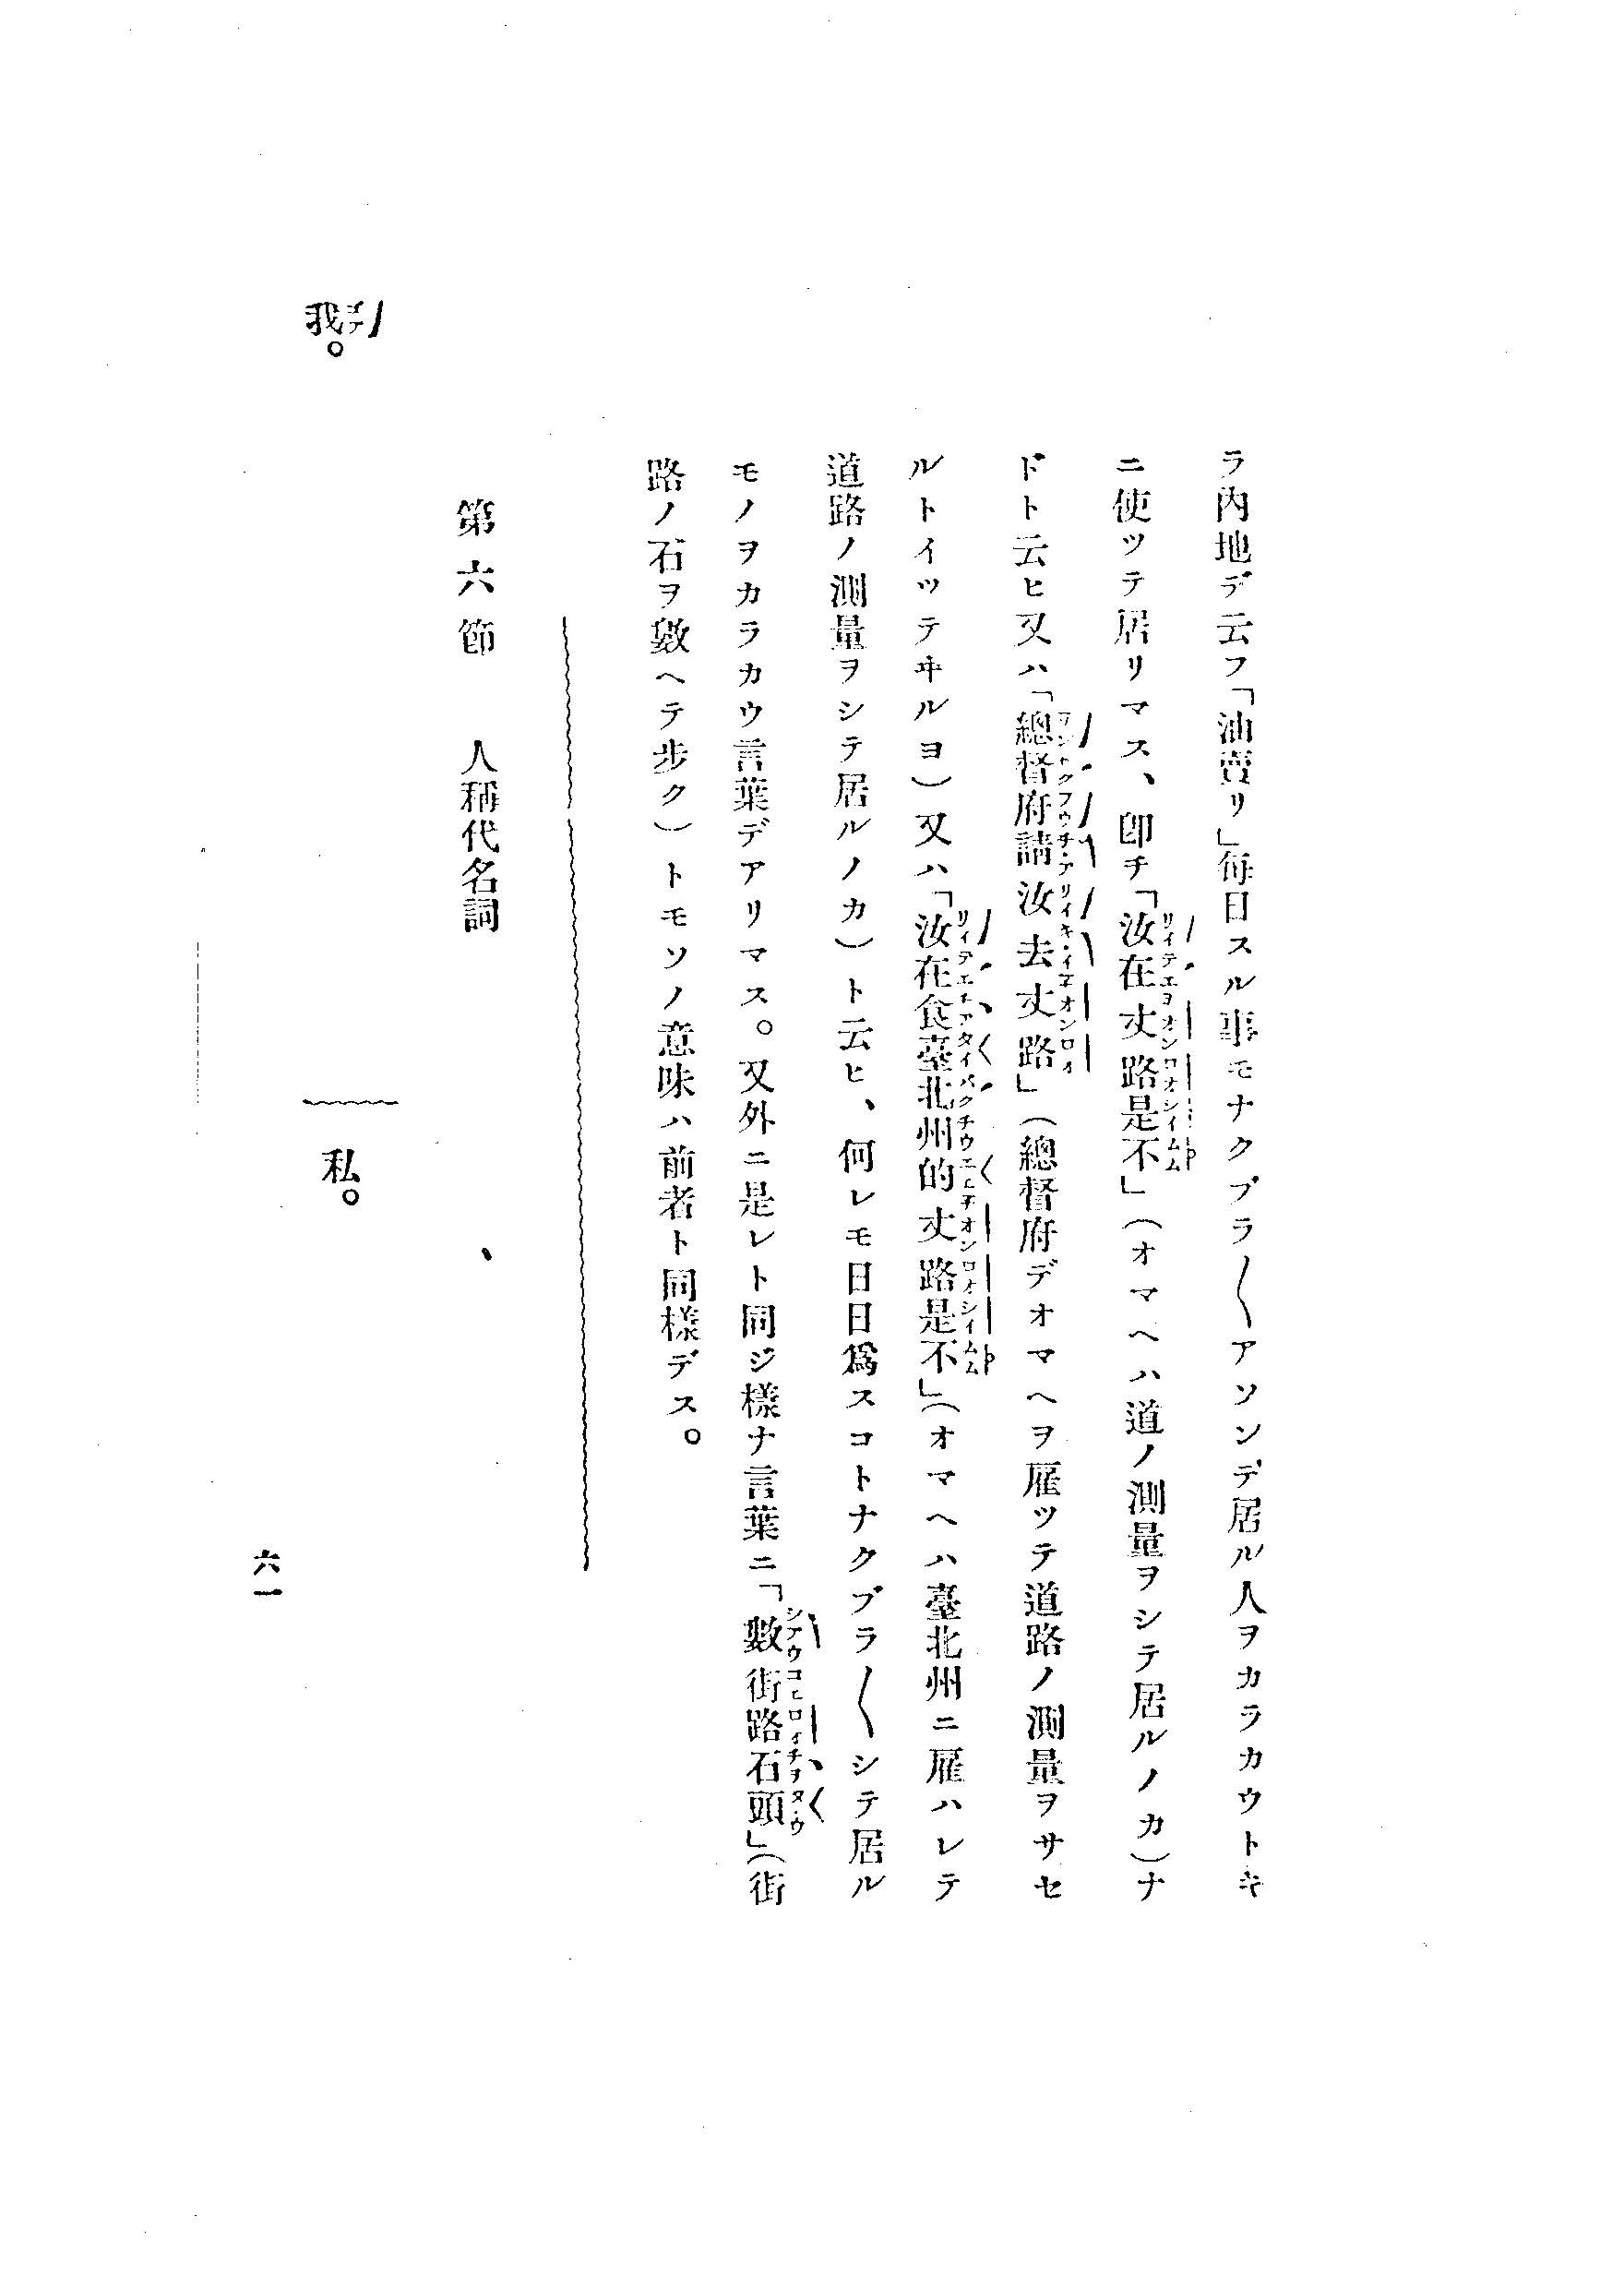 ラ內地デ云フ「油賣リ」每日スル事モナクブラ〱アソンデ居ル人ヲカラカウトキ
ニ使ツテ居リマス、卽チ「汝在丈路是不」(オマヘハ道ノ測量ヲシテ居ルノカ)ナ
ドト云ヒ又ハ「總督府請汝去丈路」(總督府デオマヘヲ雇ツテ道路ノ測量ヲサセ
ルトイツテヰルヨ)又ハ「汝在食臺北州的丈路是不」(オマヘハ臺北州ニ雇ハレテ
道路ノ測量ヲシテ居ルノカ)ト云ヒ、何レモ日日爲スコトナクブラ〱シテ居ル
モノヲカラカウ言葉デアリマス。又外ニ是レト同ジ樣ナ言葉ニ「數街路石頭」(街
路ノ石ヲ數ヘテ步ク)トモソノ意味ハ前者ト同樣デス。
第六節 人稱代名詞
我。 私。
六一